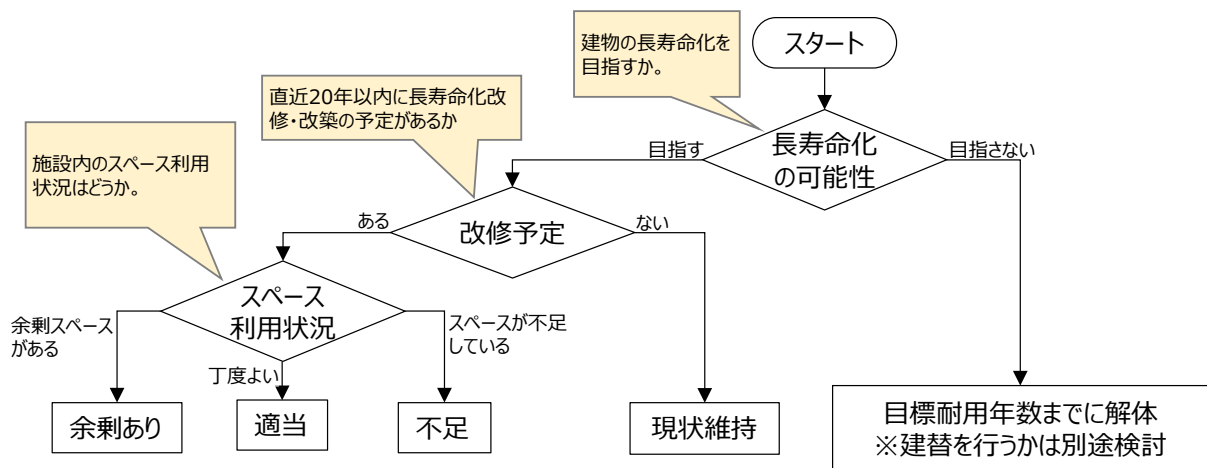 スタート
建物の長寿命化を
目指すか。
長寿命化
の可能性
目指す
目指さない
直近20年以内に長寿命化改
修・改築の予定があるか
改修予定
ある
ない
施設内のスペース利用
状況はどうか。
スペース
利用状況
余剰スペース
がある
丁度よい
スペースが不足
している
余剰あり
適当
不足
現状維持
目標耐用年数までに解体
※建替を行うかは別途検討